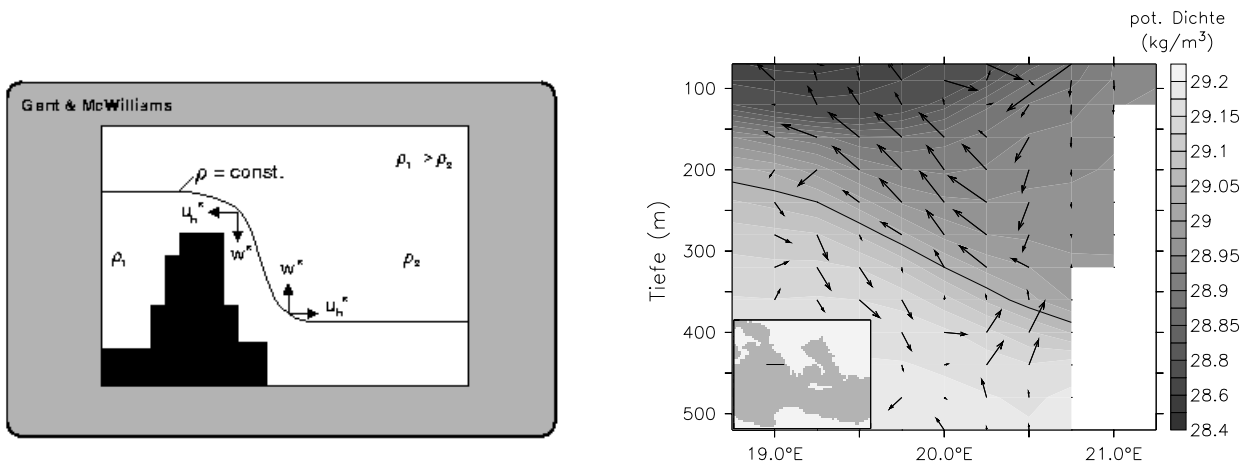 Gent & McWilliams
ρ = const.
ρ₁ > ρ₂
uₕ*
w*
ρ₁
ρ₂
w*
uₕ*
pot. Dichte
(kg/m³)
Tiefe (m)
100
200
300
400
500
19.0°E
20.0°E
21.0°E
29.2
29.15
29.1
29.05
29
28.95
28.9
28.85
28.8
28.6
28.4